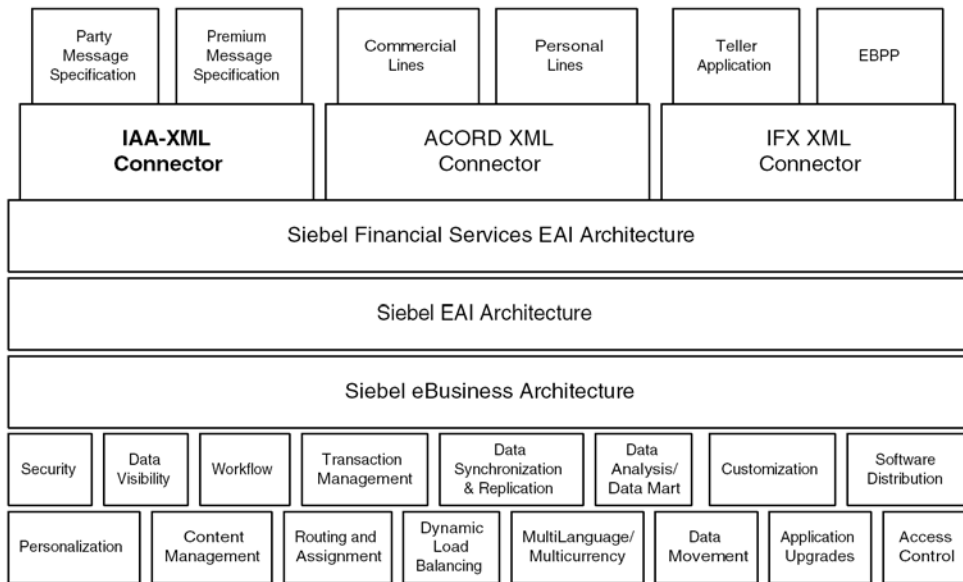 Party
Message
Specification
Premium
Message
Specification
Commercial
Lines
Personal
Lines
Teller
Application
EBPP
IAA-XML
Connector
ACORD XML
Connector
IFX XML
Connector
Siebel Financial Services EAI Architecture
Siebel EAI Architecture
Siebel eBusiness Architecture
Security
Data
Visibility
Workflow
Transaction
Management
Data
Synchronization
& Replication
Data
Analysis/
Data Mart
Customization
Software
Distribution
Personalization
Content
Management
Routing and
Assignment
Dynamic
Load
Balancing
MultiLanguage/
Multicurrency
Data
Movement
Application
Upgrades
Access
Control